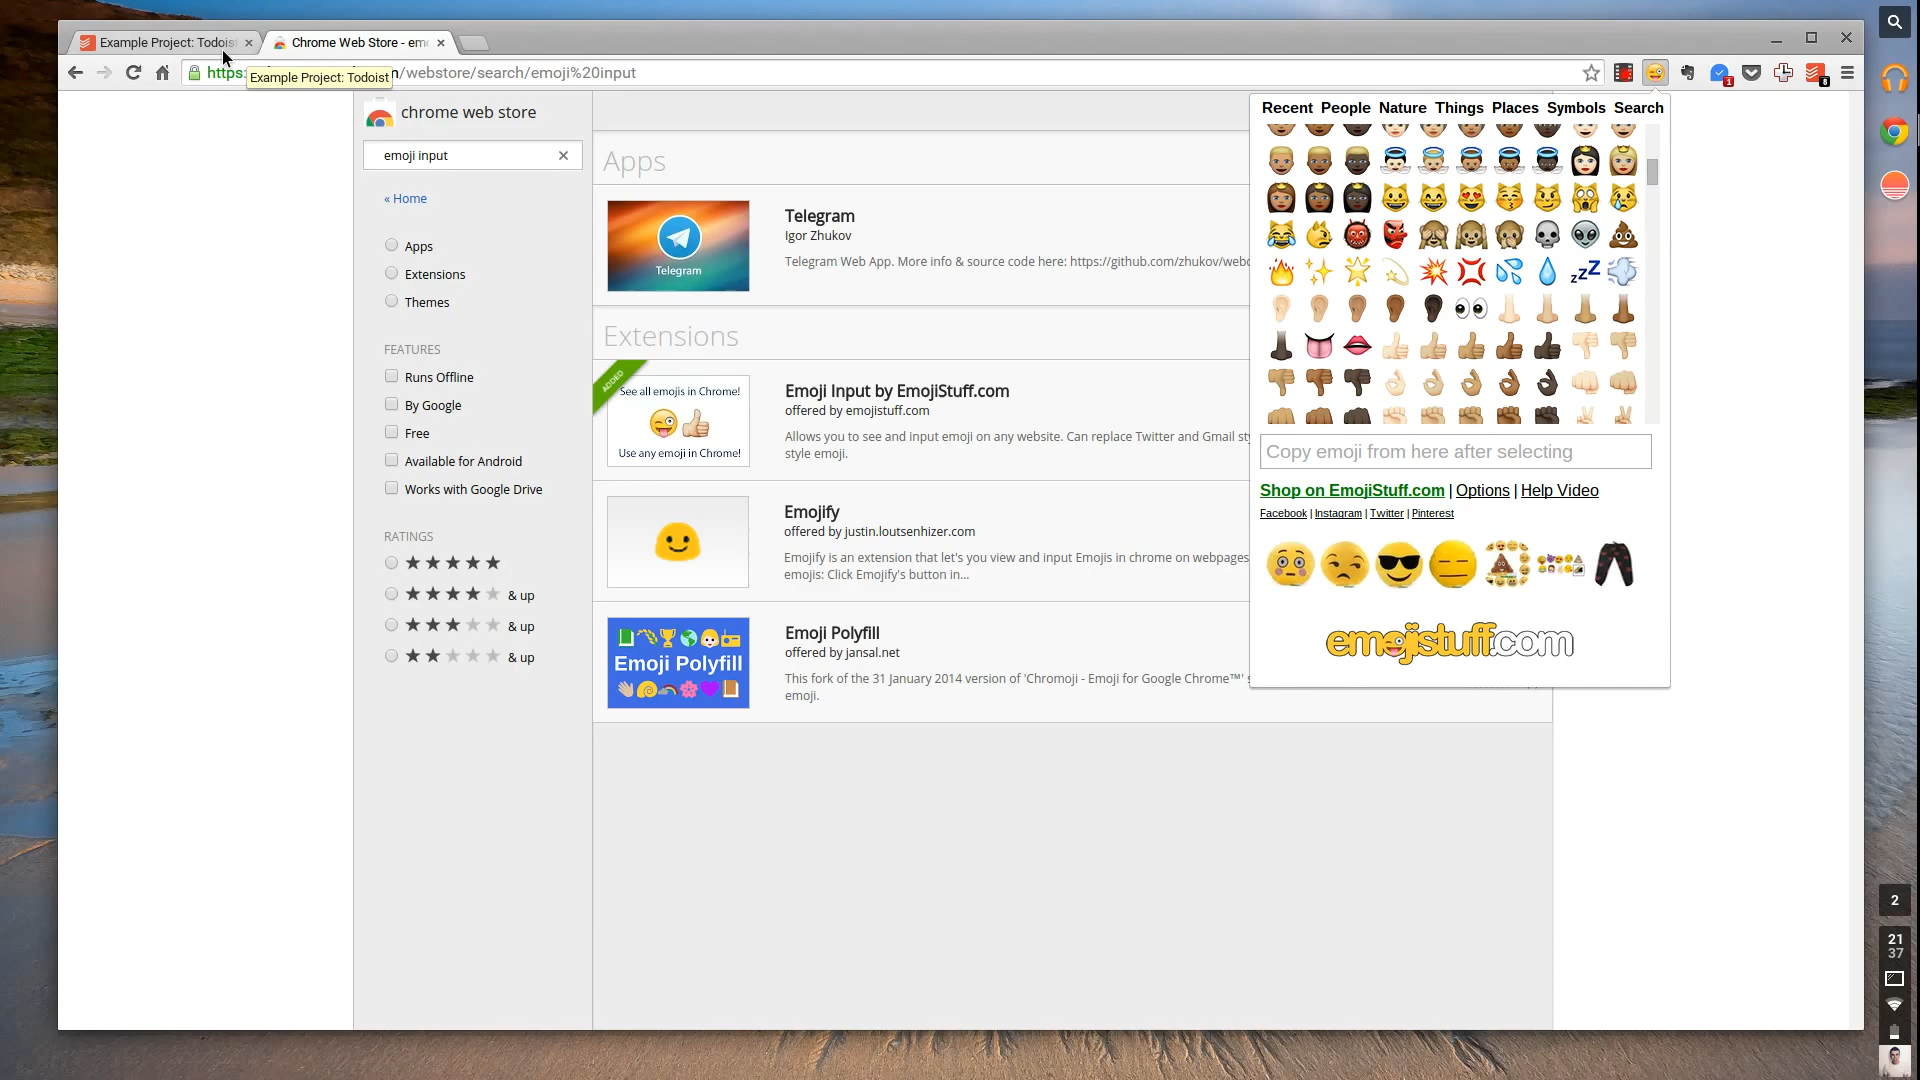 Example Project: Todois
Chrome Web Store - em
https:
/webstore/search/emoji%20input
Example Project: Todoist
1
8
chrome web store
emoji input
« Home
Apps
Extensions
Themes
FEATURES
Runs Offline
By Google
Free
Available for Android
Works with Google Drive
RATINGS
& up
& up
& up
Apps
Telegram
Telegram
Igor Zhukov
Telegram Web App. More info & source code here: https://github.com/zhukov/webo
Extensions
ADDED
See all emojis in Chrome!
Use any emoji in Chrome!
Emoji Input by EmojiStuff.com
offered by emojistuff.com
Allows you to see and input emoji on any website. Can replace Twitter and Gmail sty
style emoji.
Emojify
offered by justin.loutsenhizer.com
Emojify is an extension that let's you view and input Emojis in chrome on webpages
emojis: Click Emojify's button in...
Emoji Polyfill
Emoji Polyfill
offered by jansal.net
This fork of the 31 January 2014 version of 'Chromoji - Emoji for Google Chrome™'
emoji.
Recent People Nature Things Places Symbols Search
Copy emoji from here after selecting
Shop on EmojiStuff.com | Options | Help Video
Facebook | Instagram | Twitter | Pinterest
emojistuff.com
2
21
37